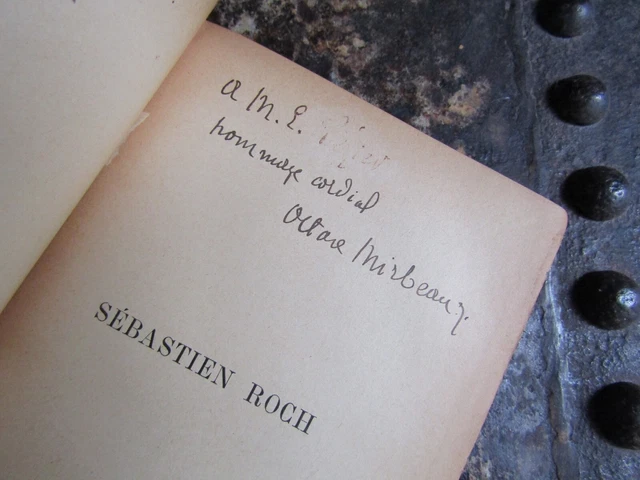 a M. E.
hommage cordial
Octave Mirbeau
SÉBASTIEN ROCH